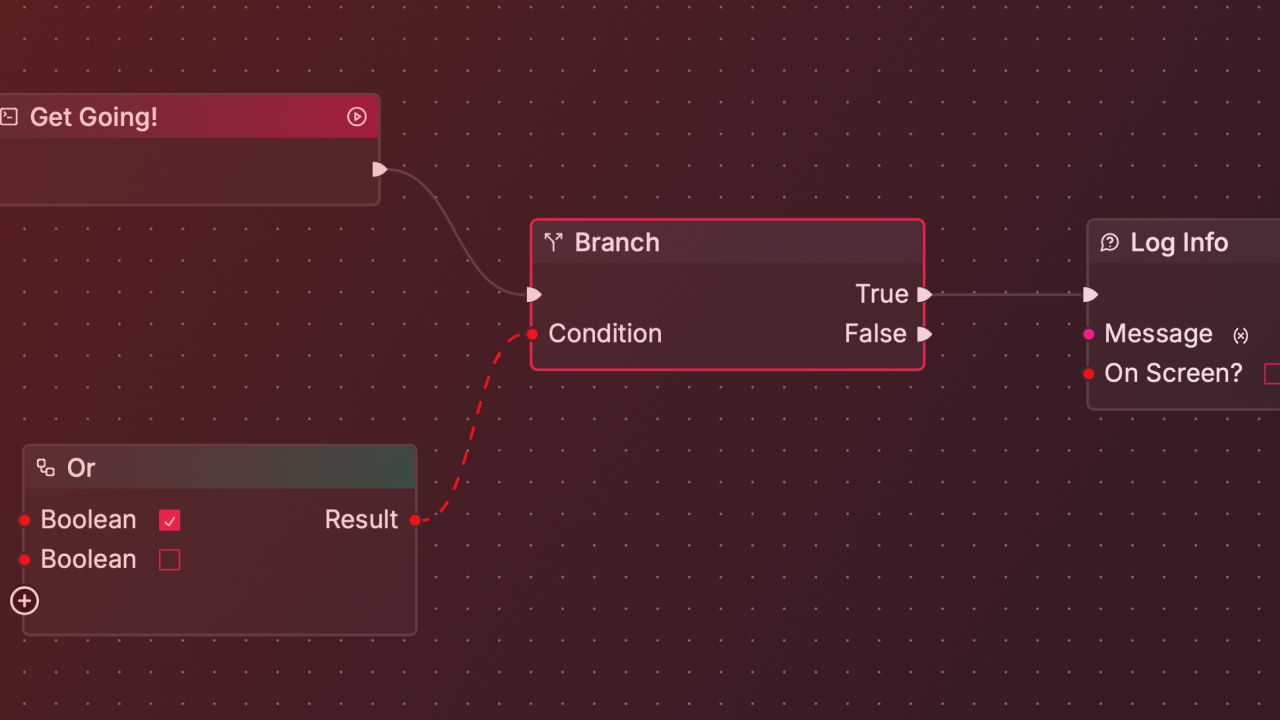 Get Going!
Branch
True
Condition
False
Log Info
Message
On Screen?
Or
Boolean
Result
Boolean